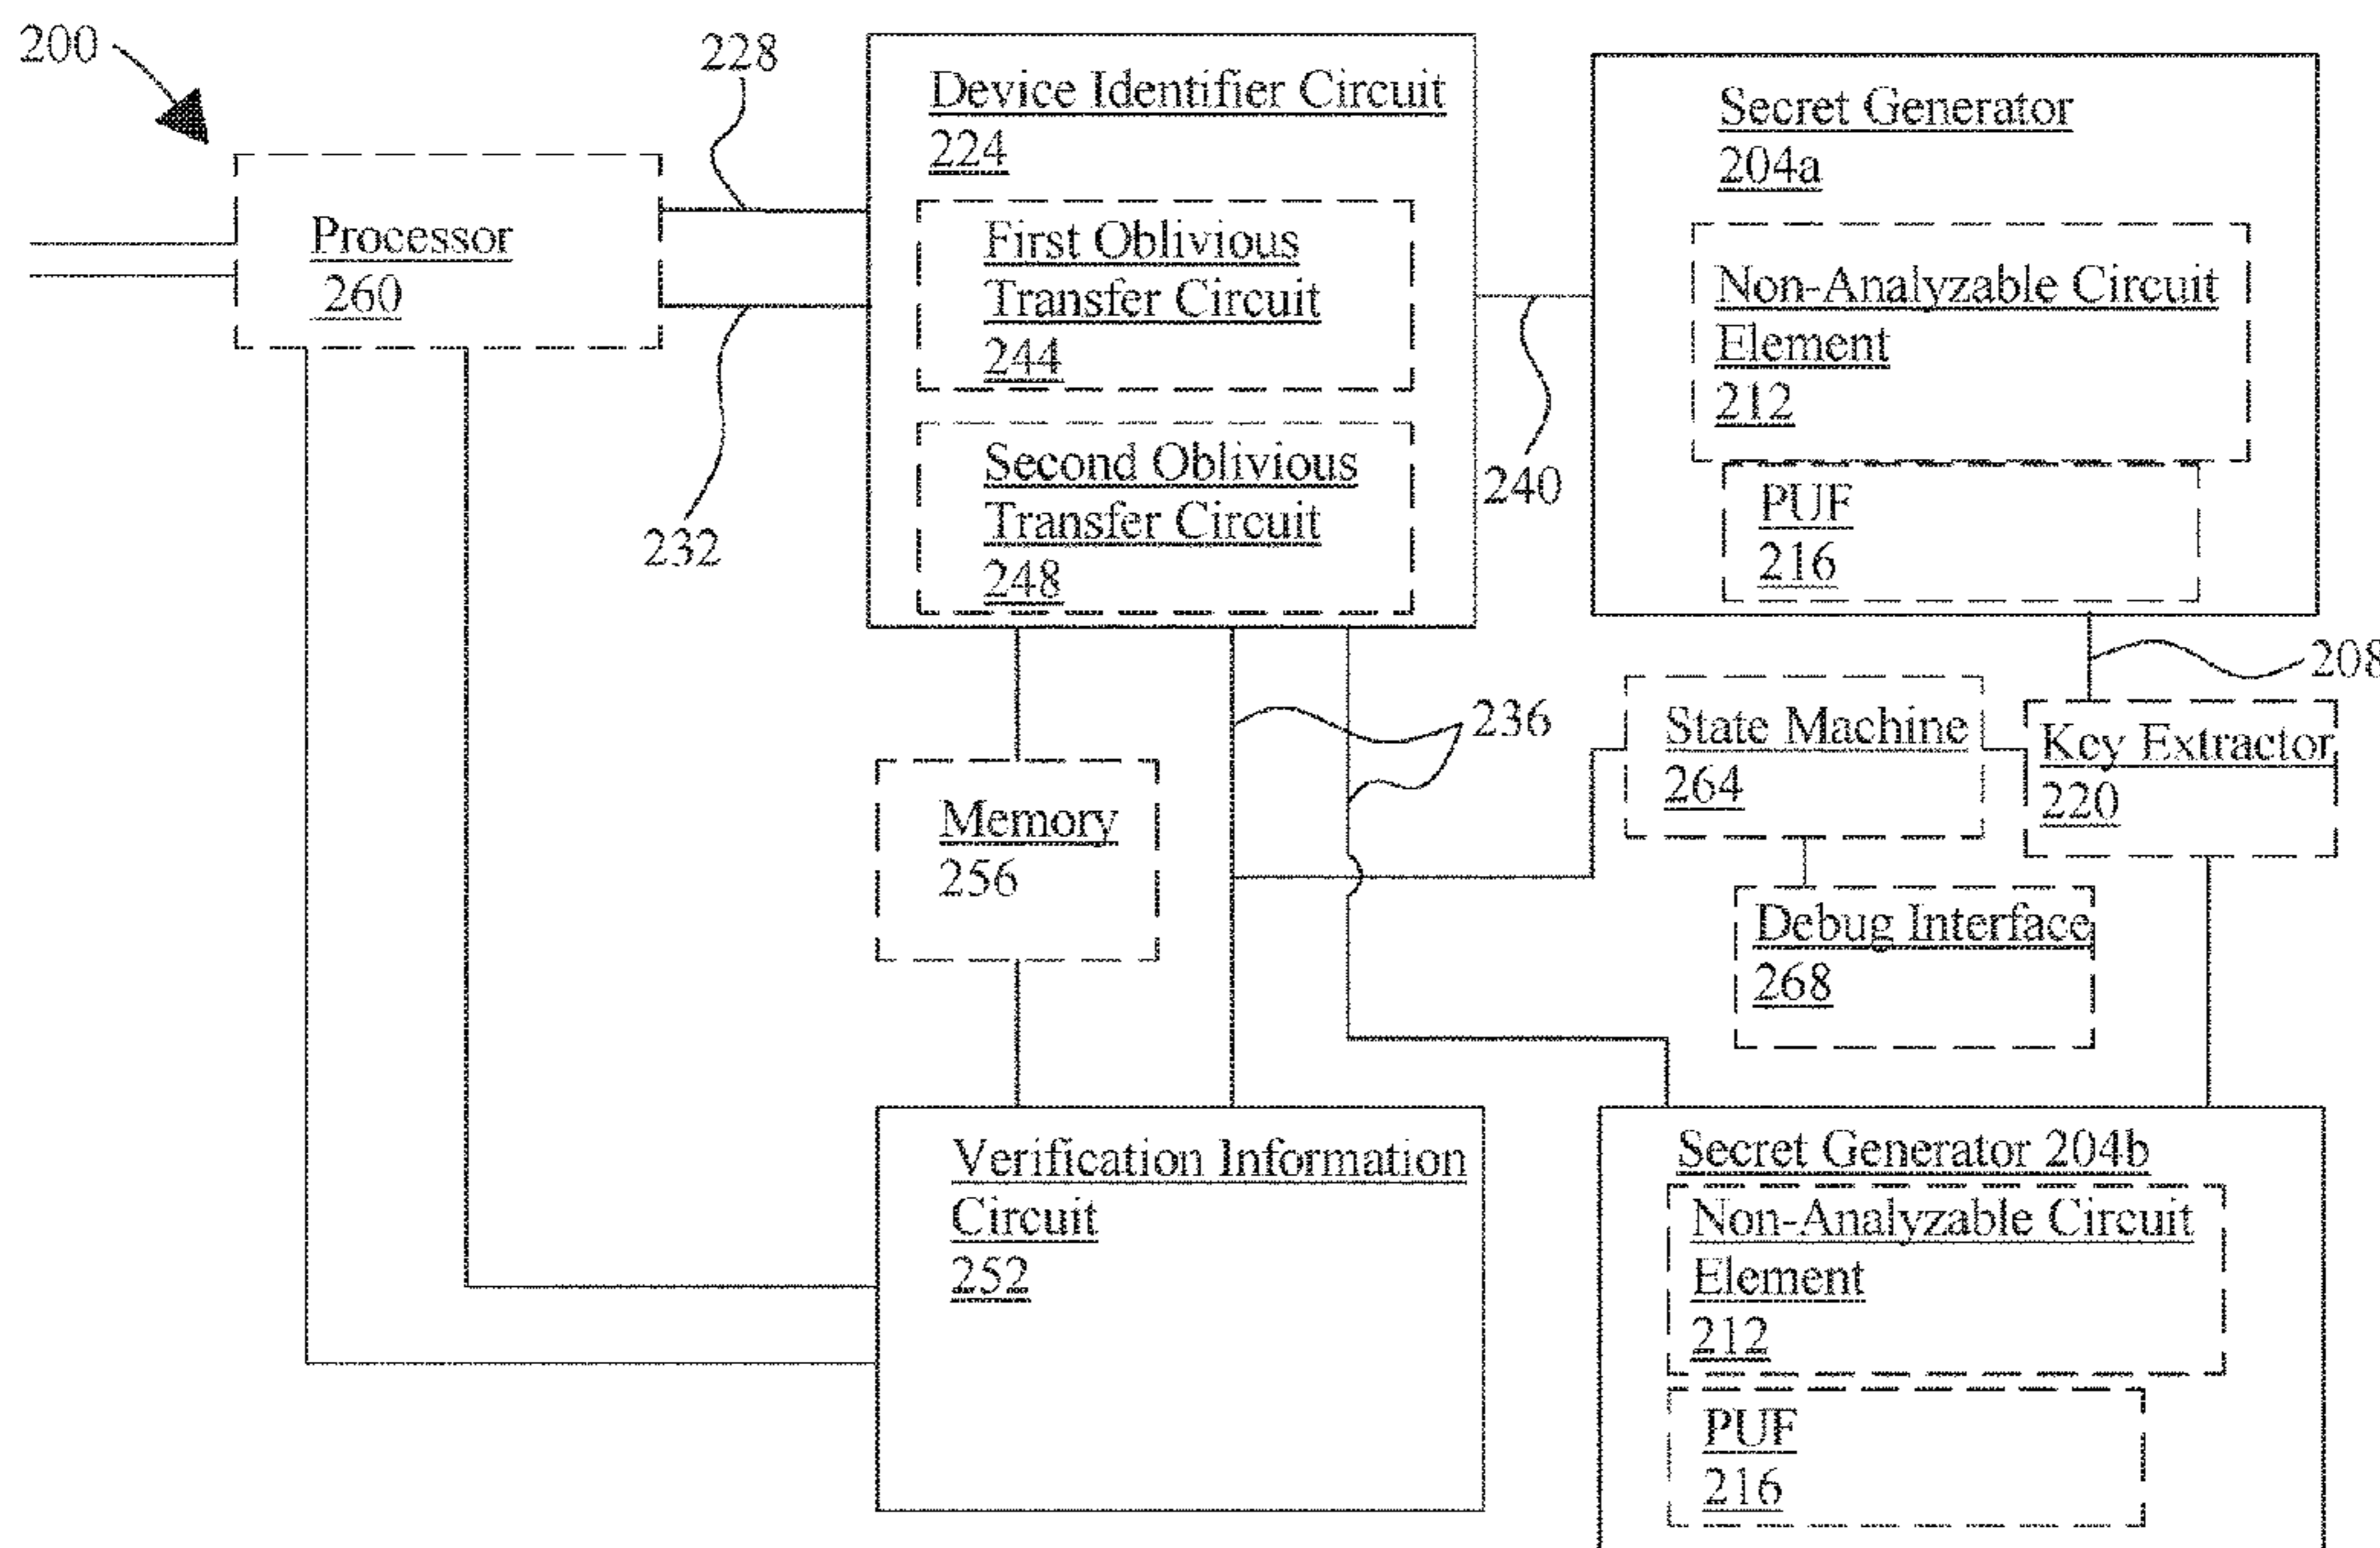 200
228
Device Identifier Circuit
224
Secret Generator
204a
Processor
260
First Oblivious
Transfer Circuit
244
Non-Analyzable Circuit
Element
212
Second Oblivious
Transfer Circuit
248
240
PUF
216
232
208
236
State Machine
264
Key Extractor
220
Memory
256
Debug Interface
268
Verification Information
Circuit
252
Secret Generator 204b
Non-Analyzable Circuit
Element
212
PUF
216